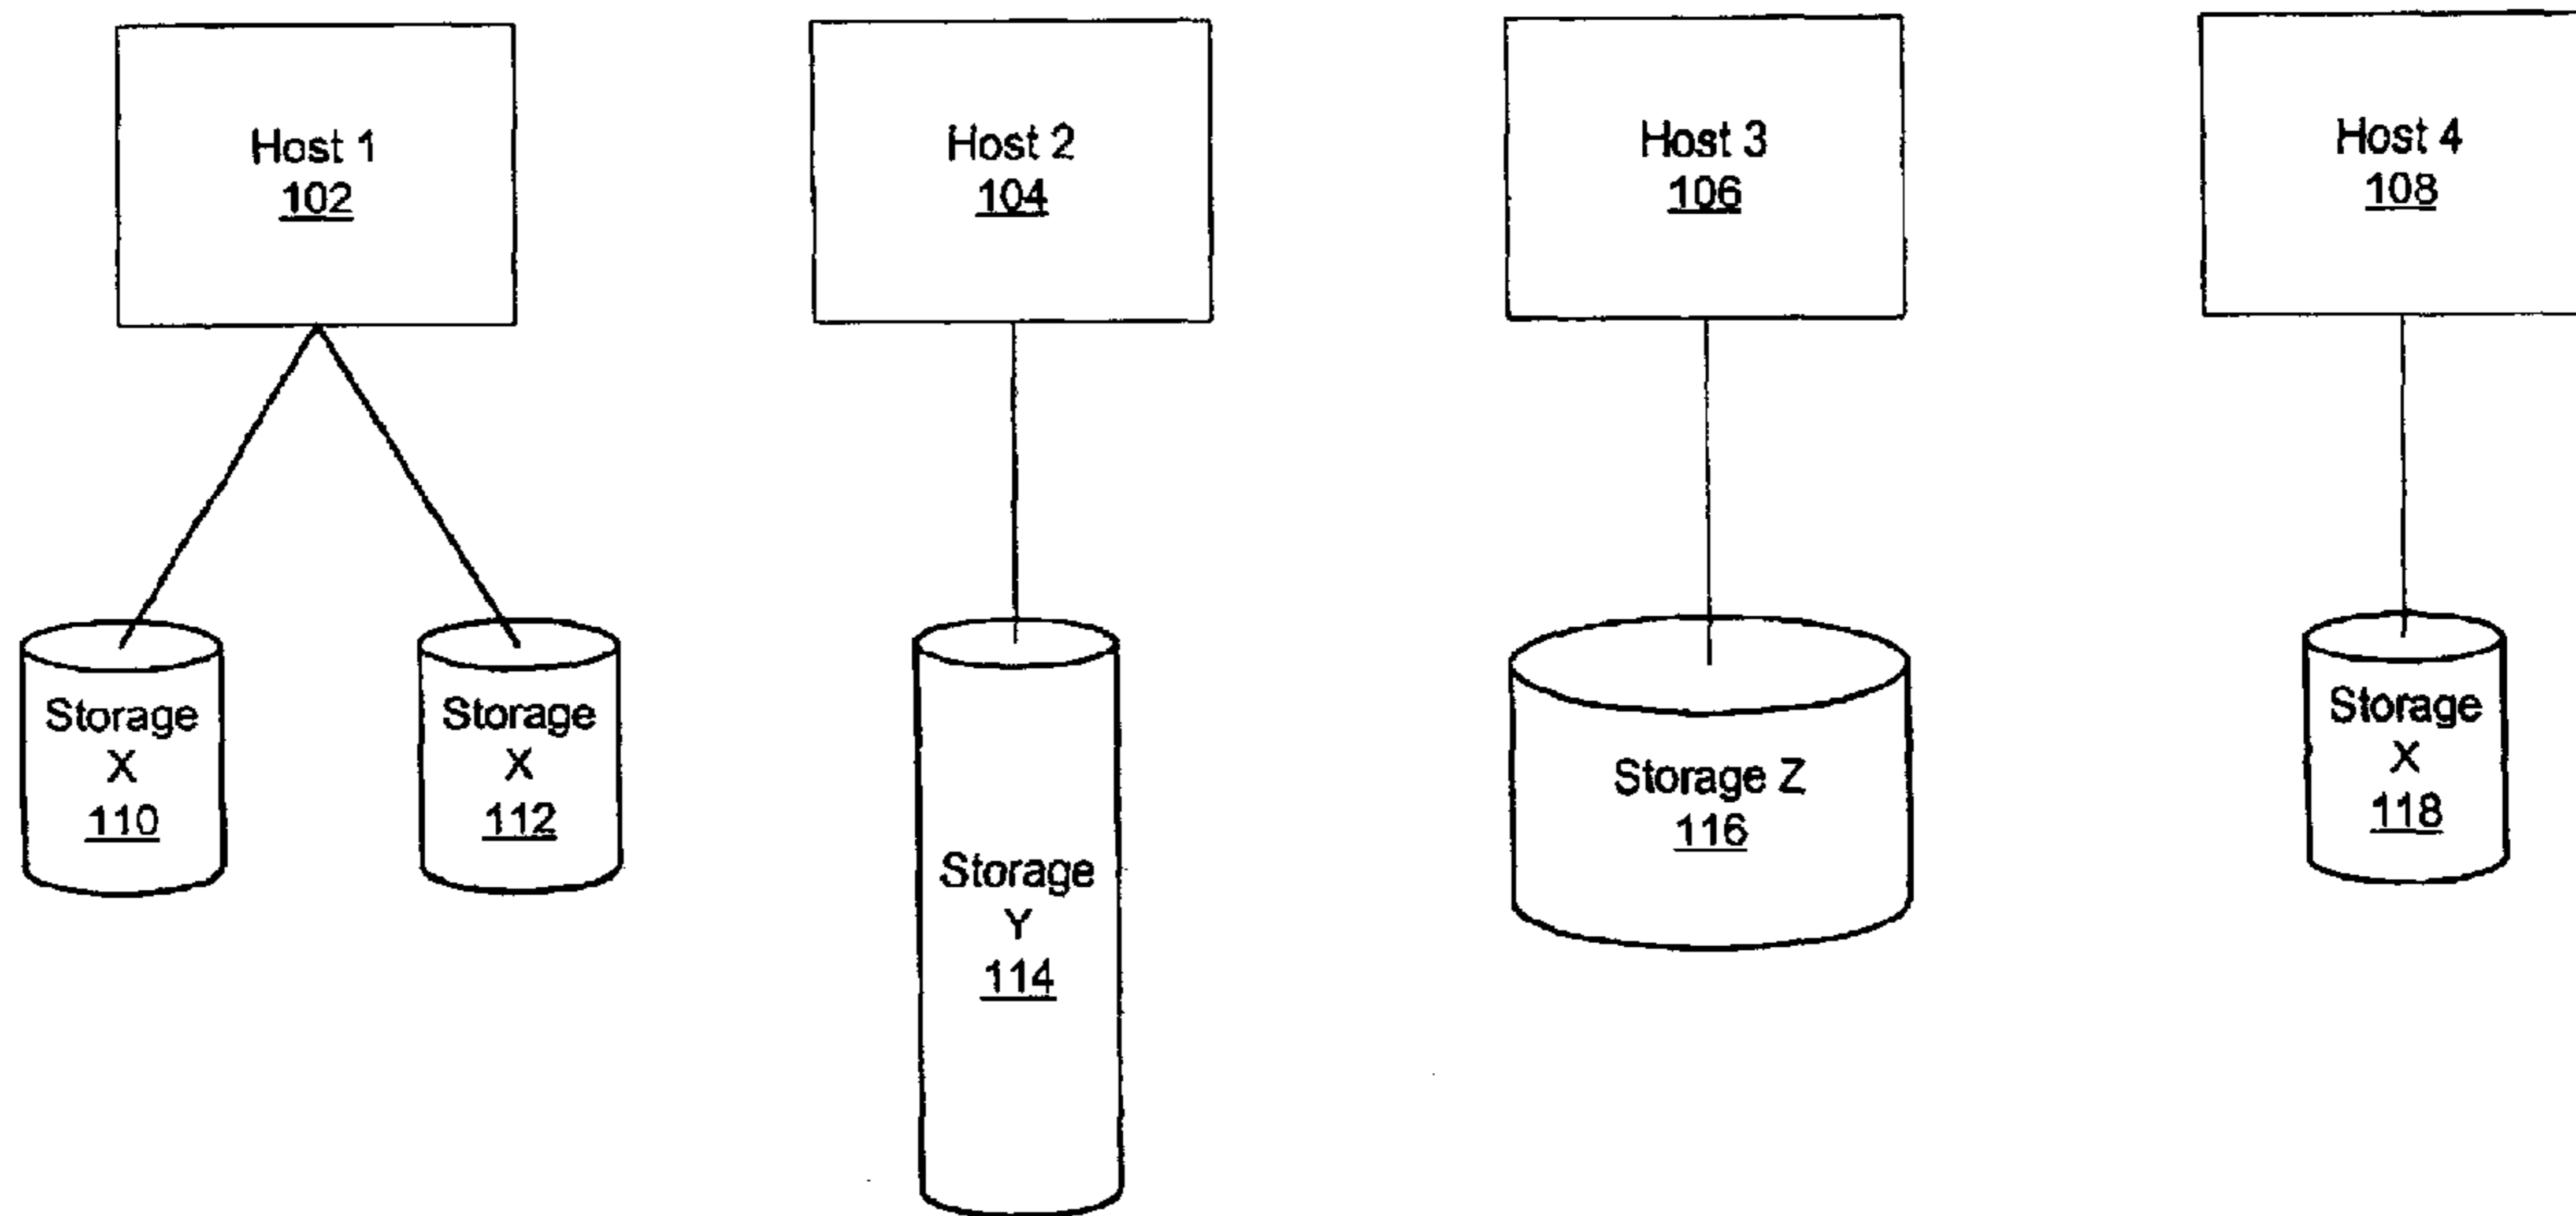 Host 1
102
Host 2
104
Host 3
106
Host 4
108
Storage
X
110
Storage
X
112
Storage
Y
114
Storage Z
116
Storage
X
118